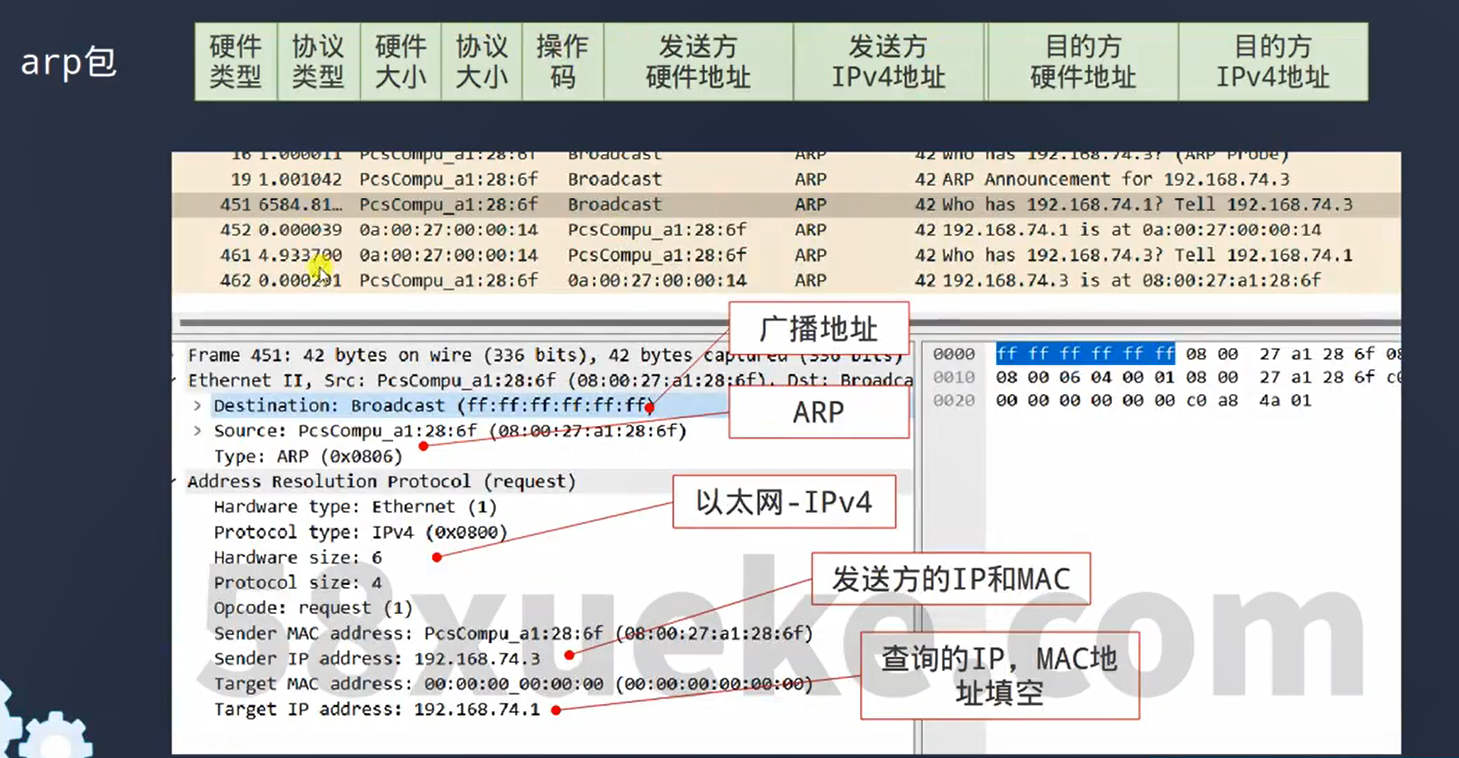 arp包
硬件类型 协议类型 硬件大小 协议大小 操作码 发送方硬件地址 发送方IPv4地址 目的方硬件地址 目的方IPv4地址
16 1.000011 PcsCompu_a1:28:6f Broadcast ARP 42 Who has 192.168.74.3? (ARP Probe)
19 1.001042 PcsCompu_a1:28:6f Broadcast ARP 42 ARP Announcement for 192.168.74.3
451 6584.81… PcsCompu_a1:28:6f Broadcast ARP 42 Who has 192.168.74.1? Tell 192.168.74.3
452 0.000039 0a:00:27:00:00:14 PcsCompu_a1:28:6f ARP 42 192.168.74.1 is at 0a:00:27:00:00:14
461 4.933700 0a:00:27:00:00:14 PcsCompu_a1:28:6f ARP 42 Who has 192.168.74.3? Tell 192.168.74.1
462 0.000291 PcsCompu_a1:28:6f 0a:00:27:00:00:14 ARP 42 192.168.74.3 is at 08:00:27:a1:28:6f
广播地址
Frame 451: 42 bytes on wire (336 bits), 42 bytes captured (336 bits)
Ethernet II, Src: PcsCompu_a1:28:6f (08:00:27:a1:28:6f), Dst: Broadca
Destination: Broadcast (ff:ff:ff:ff:ff:ff)
ARP
Source: PcsCompu_a1:28:6f (08:00:27:a1:28:6f)
Type: ARP (0x0806)
Address Resolution Protocol (request)
Hardware type: Ethernet (1)
以太网-IPv4
Protocol type: IPv4 (0x0800)
Hardware size: 6
Protocol size: 4
发送方的IP和MAC
Opcode: request (1)
Sender MAC address: PcsCompu_a1:28:6f (08:00:27:a1:28:6f)
Sender IP address: 192.168.74.3
查询的IP，MAC地
址填空
Target MAC address: 00:00:00_00:00:00 (00:00:00:00:00:00)
Target IP address: 192.168.74.1
0000 ff ff ff ff ff ff 08 00 27 a1 28 6f 08
0010 08 00 06 04 00 01 08 00 27 a1 28 6f c0
0020 00 00 00 00 00 00 c0 a8 4a 01
58xueke.com